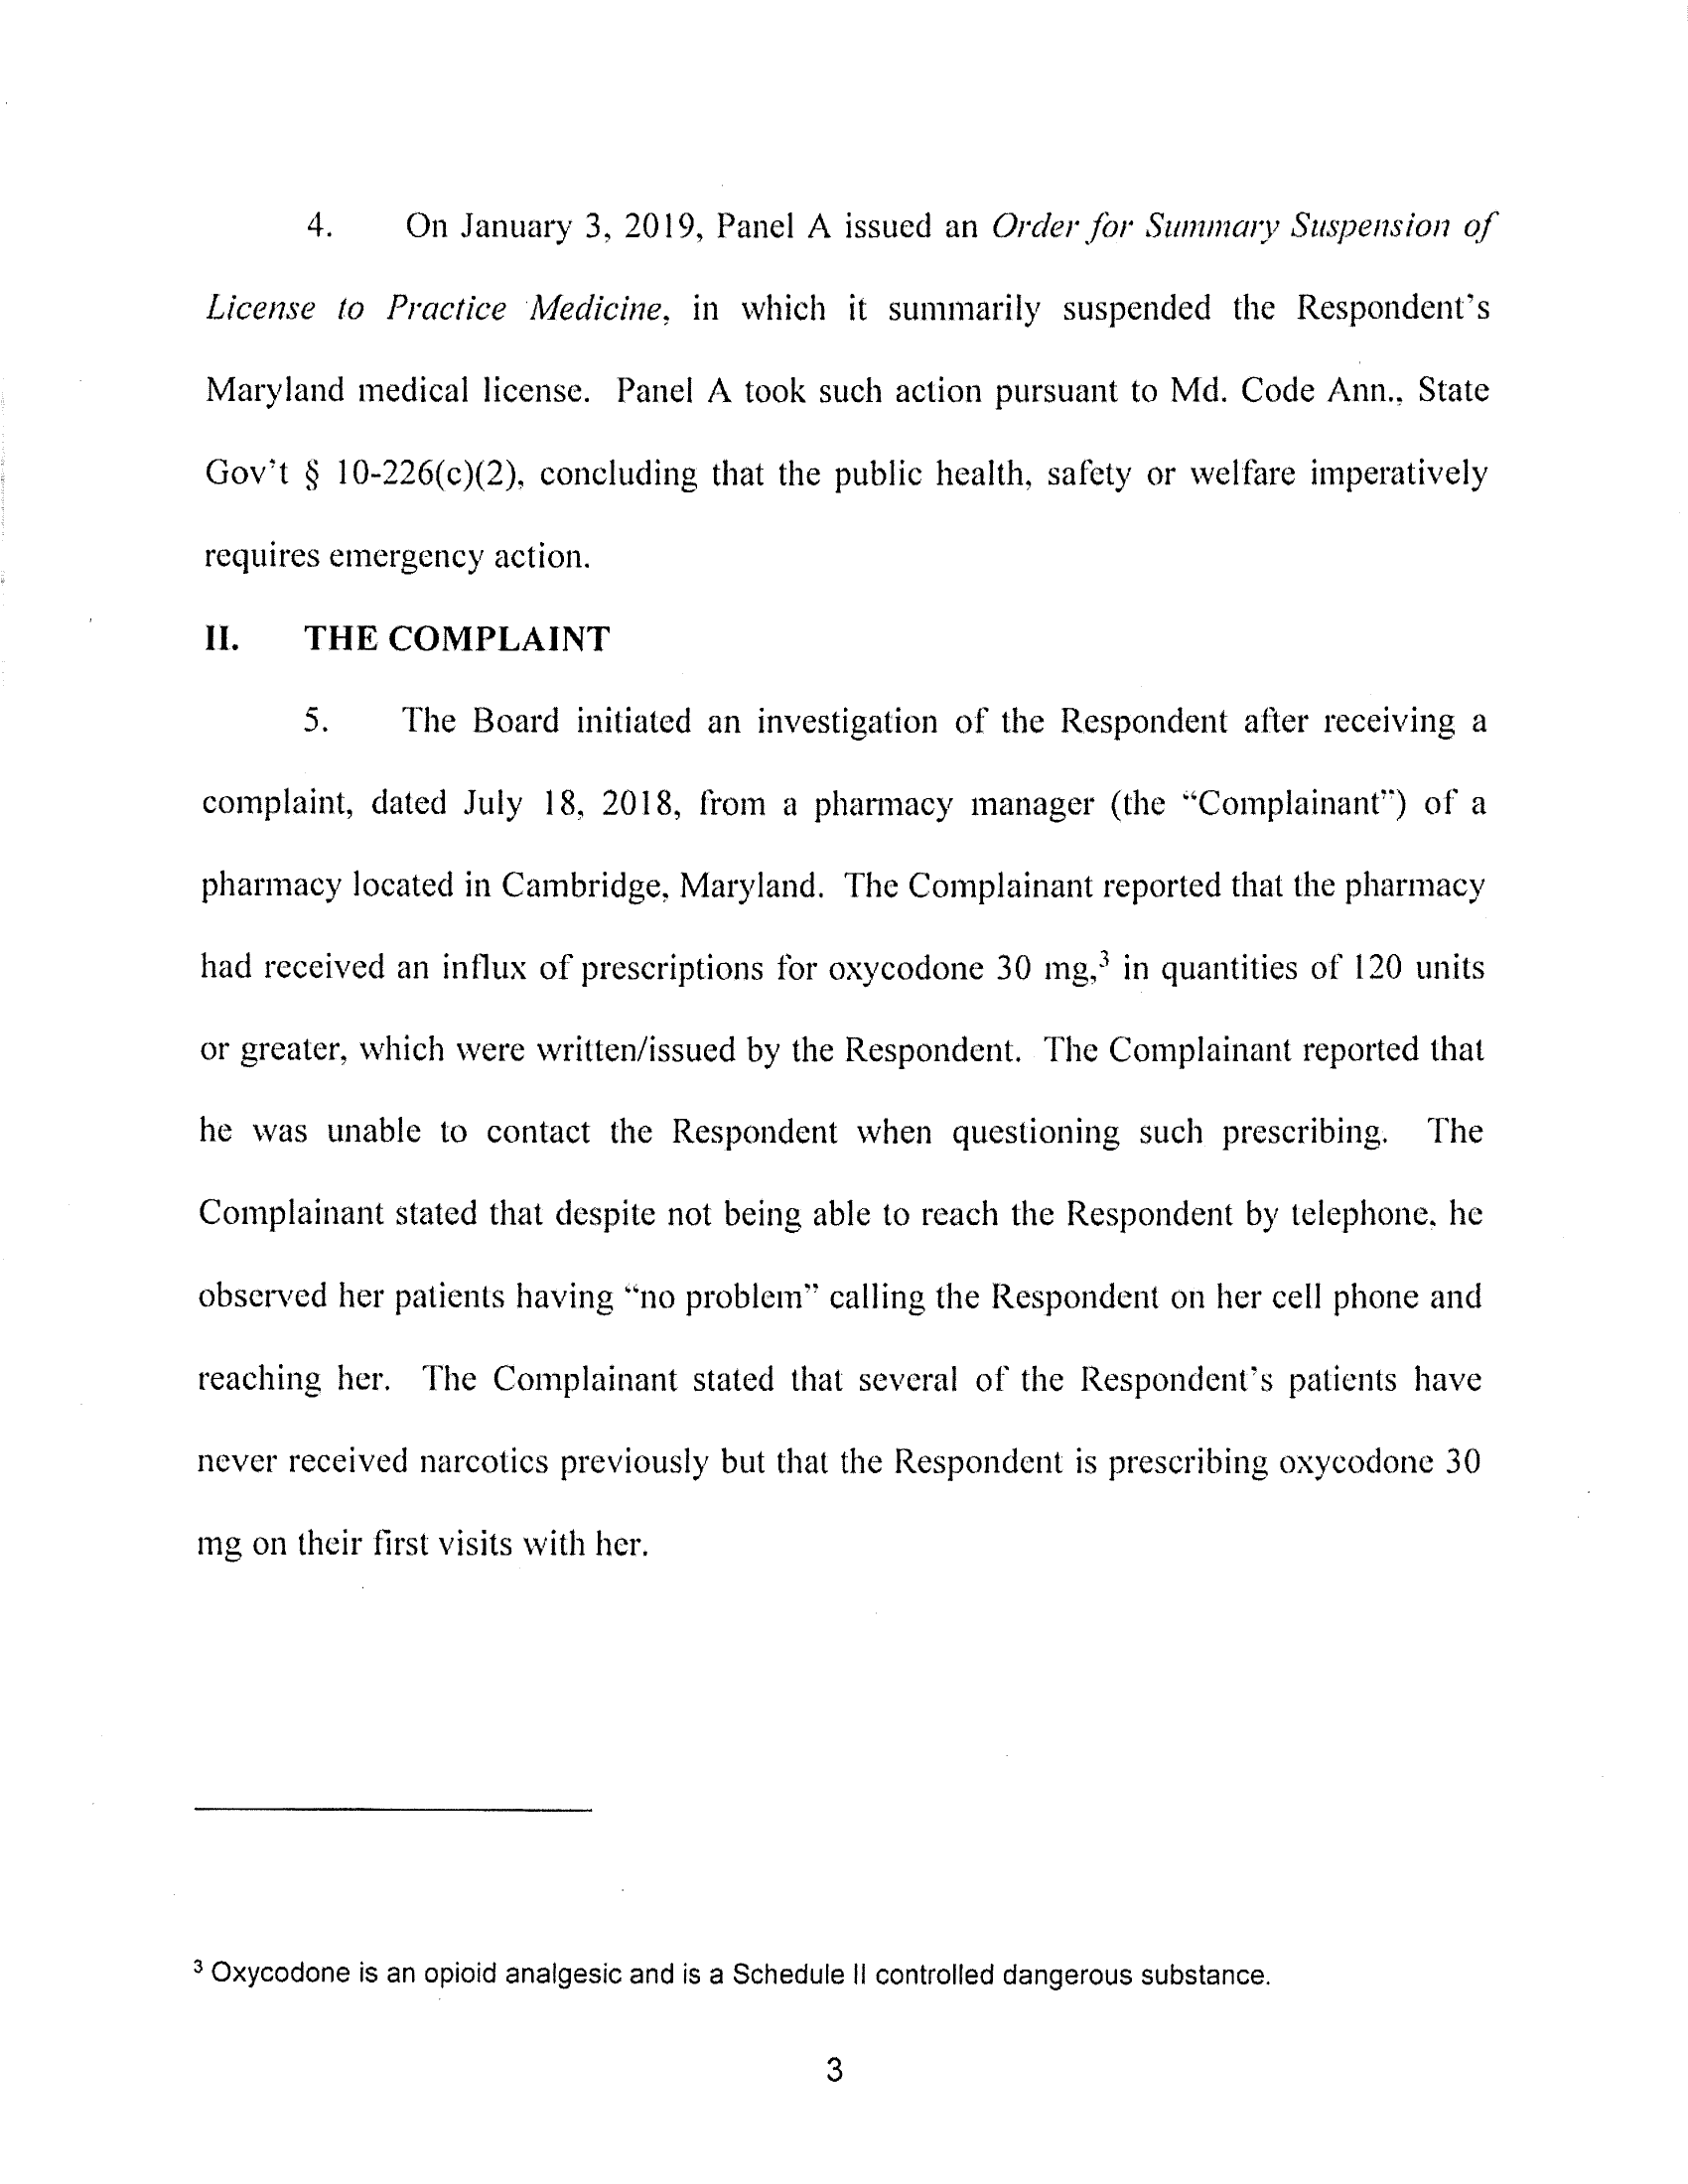 4. On January 3, 2019, Panel A issued an Order for Summary Suspension of
License to Practice Medicine, in which it summarily suspended the Respondent's
Maryland medical license. Panel A took such action pursuant to Md. Code Ann., State
Gov't § 10-226(c)(2), concluding that the public health, safety or welfare imperatively
requires emergency action.
II. THE COMPLAINT
5. The Board initiated an investigation of the Respondent after receiving a
complaint, dated July 18, 2018, from a pharmacy manager (the “Complainant”) of a
pharmacy located in Cambridge, Maryland. The Complainant reported that the pharmacy
had received an influx of prescriptions for oxycodone 30 mg,³ in quantities of 120 units
or greater, which were written/issued by the Respondent. The Complainant reported that
he was unable to contact the Respondent when questioning such prescribing. The
Complainant stated that despite not being able to reach the Respondent by telephone, he
observed her patients having “no problem” calling the Respondent on her cell phone and
reaching her. The Complainant stated that several of the Respondent's patients have
never received narcotics previously but that the Respondent is prescribing oxycodone 30
mg on their first visits with her.
³ Oxycodone is an opioid analgesic and is a Schedule II controlled dangerous substance.
3